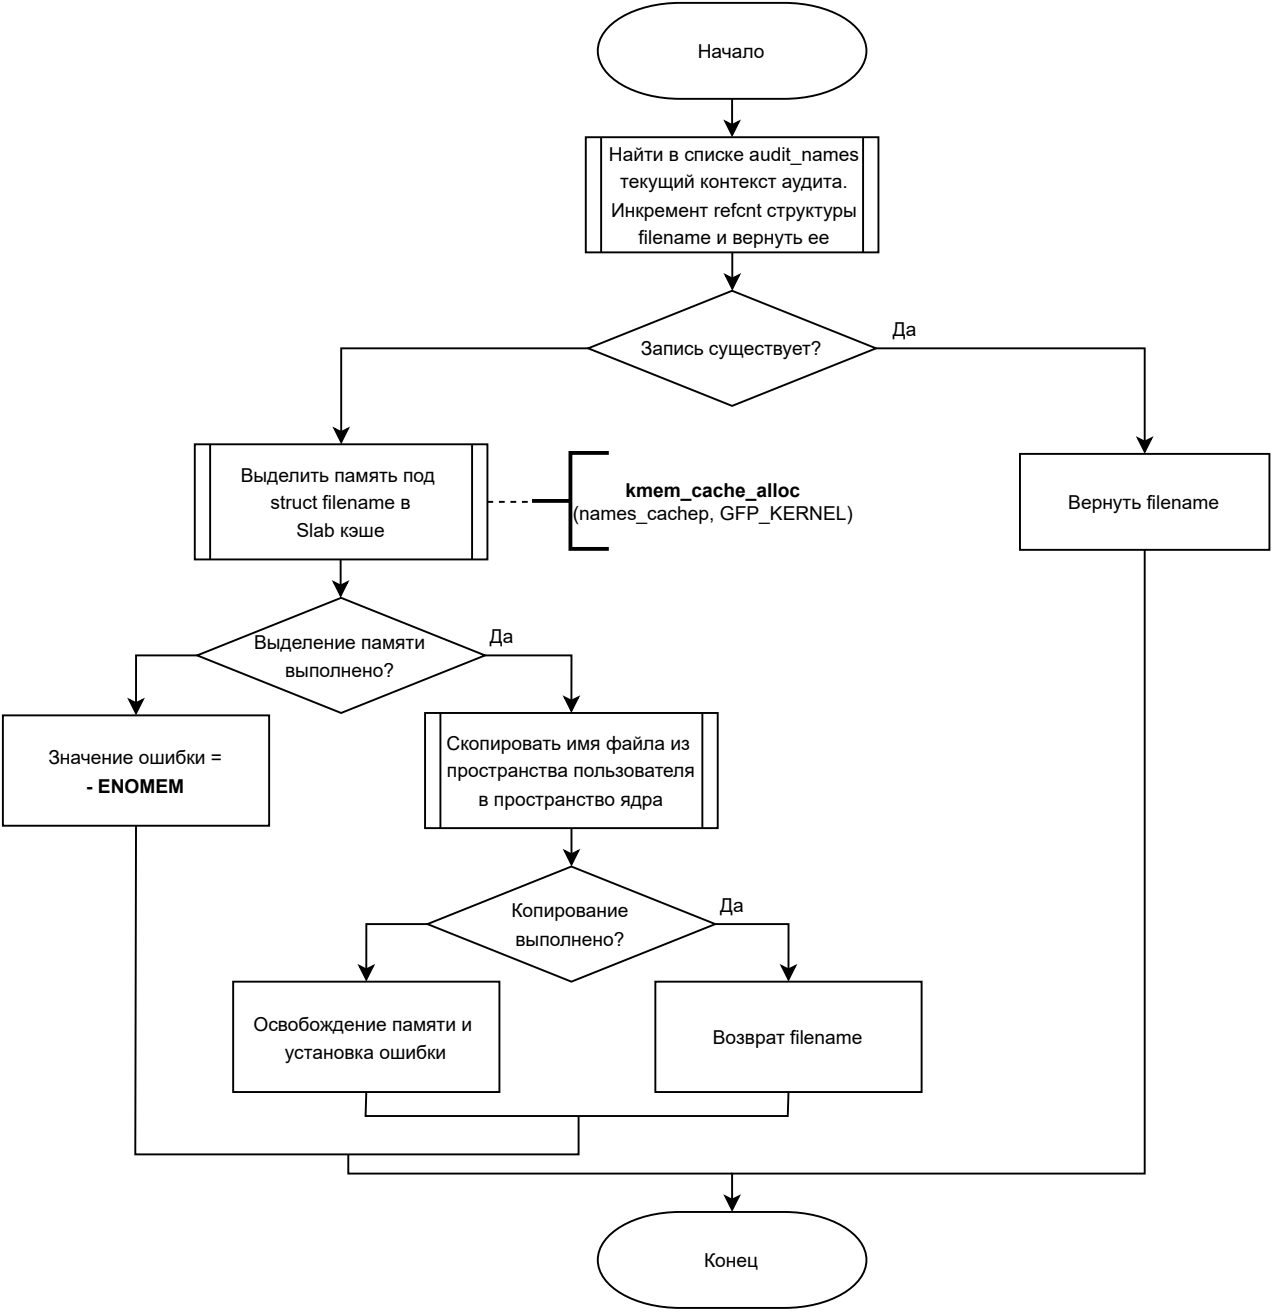 Начало
Найти в списке audit_names
текущий контекст аудита.
Инкремент refcnt структуры
filename и вернуть ее
Запись существует?
Да
Выделить память под
struct filename в
Slab кэше
kmem_cache_alloc
(names_cachep, GFP_KERNEL)
Вернуть filename
Выделение памяти
выполнено?
Да
Значение ошибки =
- ENOMEM
Скопировать имя файла из
пространства пользователя
в пространство ядра
Копирование
выполнено?
Да
Освобождение памяти и
установка ошибки
Возврат filename
Конец